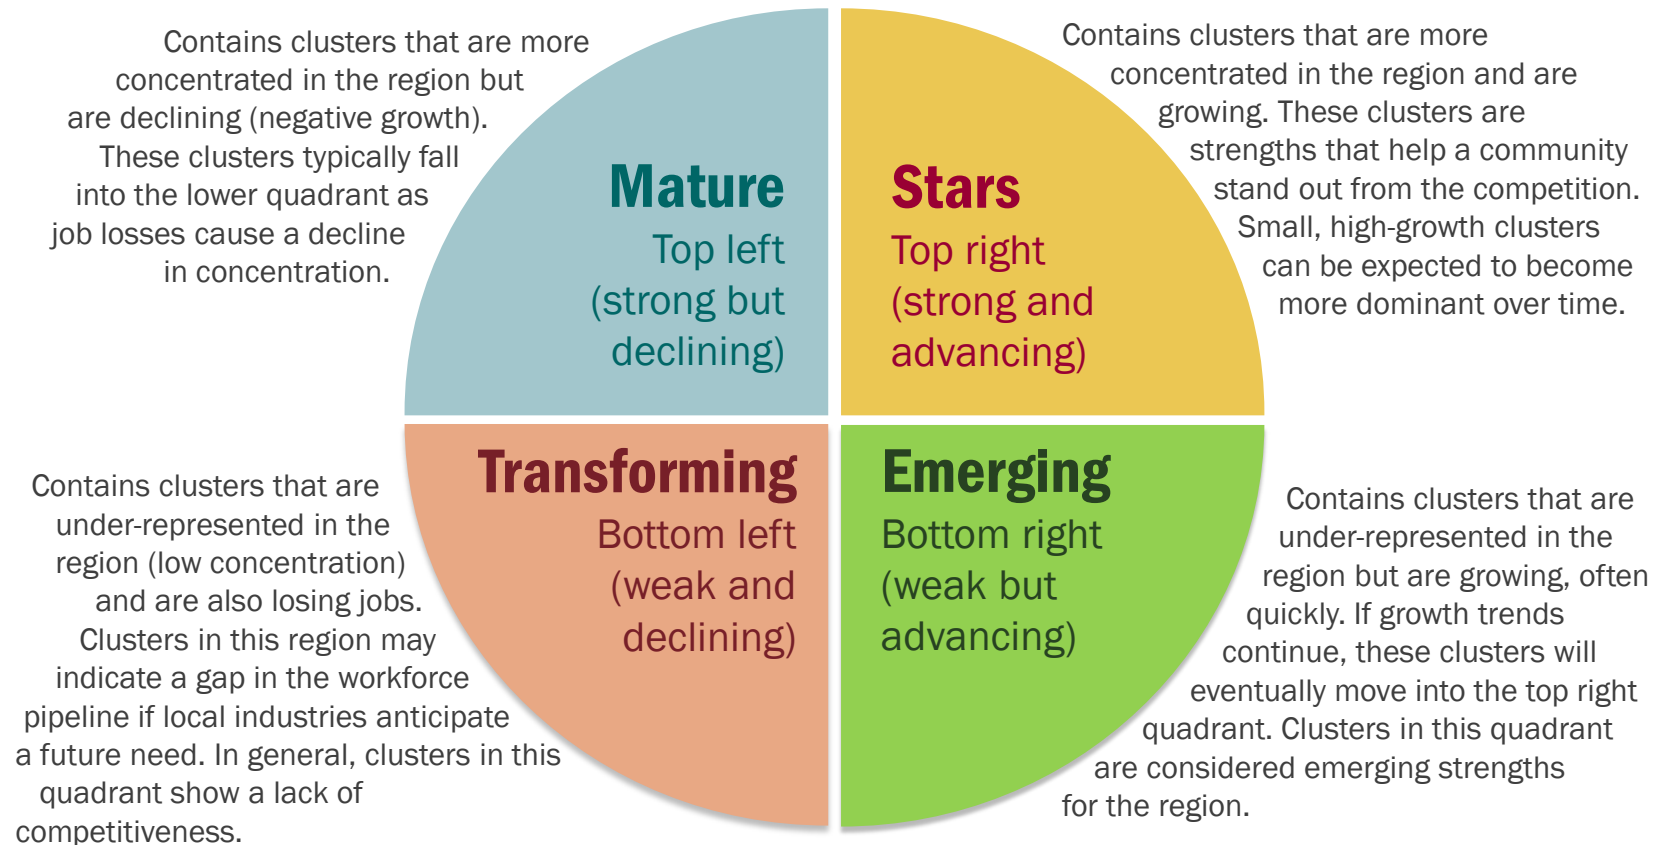 Contains clusters that are more
concentrated in the region but
are declining (negative growth).
These clusters typically fall
into the lower quadrant as
job losses cause a decline
in concentration.
Mature
Top left
(strong but
declining)
Stars
Top right
(strong and
advancing)
Contains clusters that are more
concentrated in the region and are
growing. These clusters are
strengths that help a community
stand out from the competition.
Small, high-growth clusters
can be expected to become
more dominant over time.
Contains clusters that are
under-represented in the
region (low concentration)
and are also losing jobs.
Clusters in this region may
indicate a gap in the workforce
pipeline if local industries anticipate
a future need. In general, clusters in this
quadrant show a lack of
competitiveness.
Transforming
Bottom left
(weak and
declining)
Emerging
Bottom right
(weak but
advancing)
Contains clusters that are
under-represented in the
region but are growing, often
quickly. If growth trends
continue, these clusters will
eventually move into the top right
quadrant. Clusters in this quadrant
are considered emerging strengths
for the region.